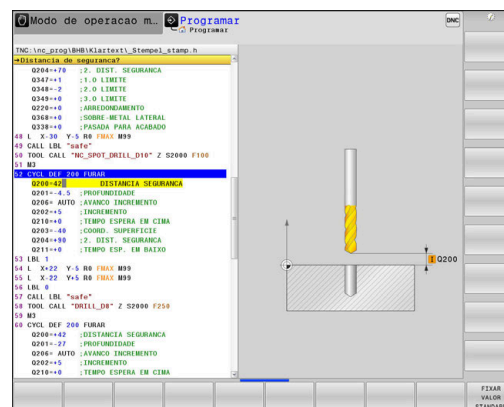 Modo de operacao m…
Programar
Programar
DNC
TNC:\nc_prog\BHB\Klartext\_Stempel_stamp.h
→Distancia de seguranca?
Q204=+70 ;2. DIST. SEGURANCA
Q347=+1 ;1.O LIMITE
Q348=-2 ;2.O LIMITE
Q349=+0 ;3.O LIMITE
Q220=+0 ;ARREDONDAMENTO
Q368=+0 ;SOBRE-METAL LATERAL
Q338=+0 ;PASADA PARA ACABADO
48 L X-30 Y-5 R0 FMAX M99
49 CALL LBL "safe"
50 TOOL CALL "NC_SPOT_DRILL_D10" Z S2000 F100
51 M3
52 CYCL DEF 200 FURAR
Q200=42 DISTANCIA SEGURANCA
Q201=-4.5 ;PROFUNDIDADE
Q206= AUTO ;AVANCO INCREMENTO
Q202=+5 ;INCREMENTO
Q210=+0 ;TEMPO ESPERA EM CIMA
Q203=-40 ;COORD. SUPERFICIE
Q204=+90 ;2. DIST. SEGURANCA
Q211=+0 ;TEMPO ESP. EM BAIXO
53 LBL 1
54 L X+22 Y-5 R0 FMAX M99
55 L X-22 Y+5 R0 FMAX M99
56 LBL 0
57 CALL LBL "safe"
58 TOOL CALL "DRILL_D8" Z S2000 F250
59 M3
60 CYCL DEF 200 FURAR
Q200=+42 ;DISTANCIA SEGURANCA
Q201=-27 ;PROFUNDIDADE
Q206= AUTO ;AVANCO INCREMENTO
Q202=+5 ;INCREMENTO
Q210=+0 ;TEMPO ESPERA EM CIMA
I Q200
FIXAR
VALOR
STANDARD